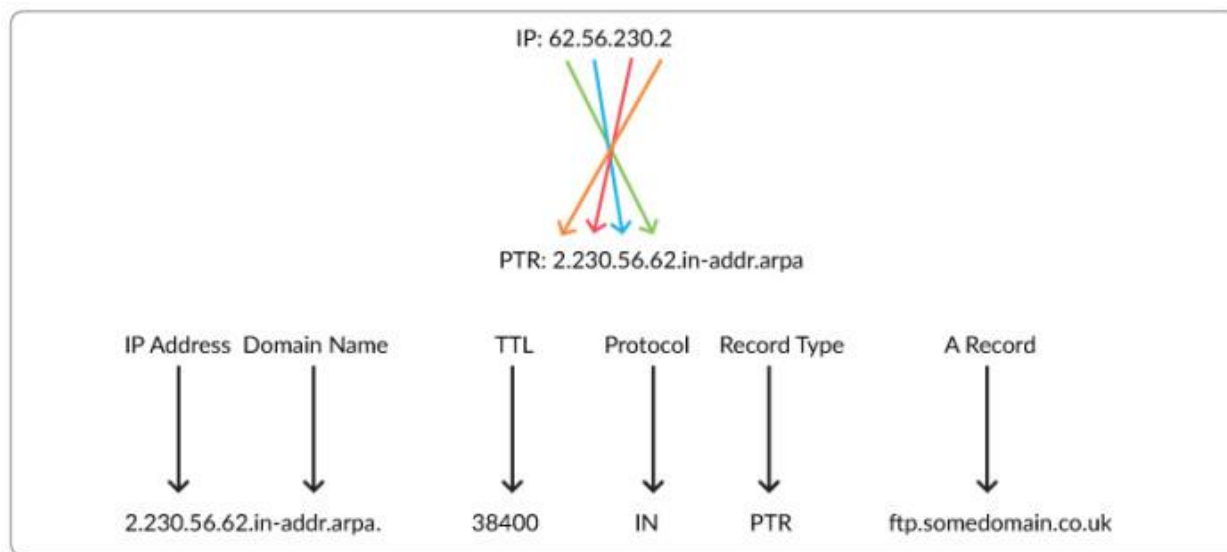 IP: 62.56.230.2
PTR: 2.230.56.62.in-addr.arpa
IP Address Domain Name TTL Protocol Record Type A Record
2.230.56.62.in-addr.arpa. 38400 IN PTR ftp.somedomain.co.uk